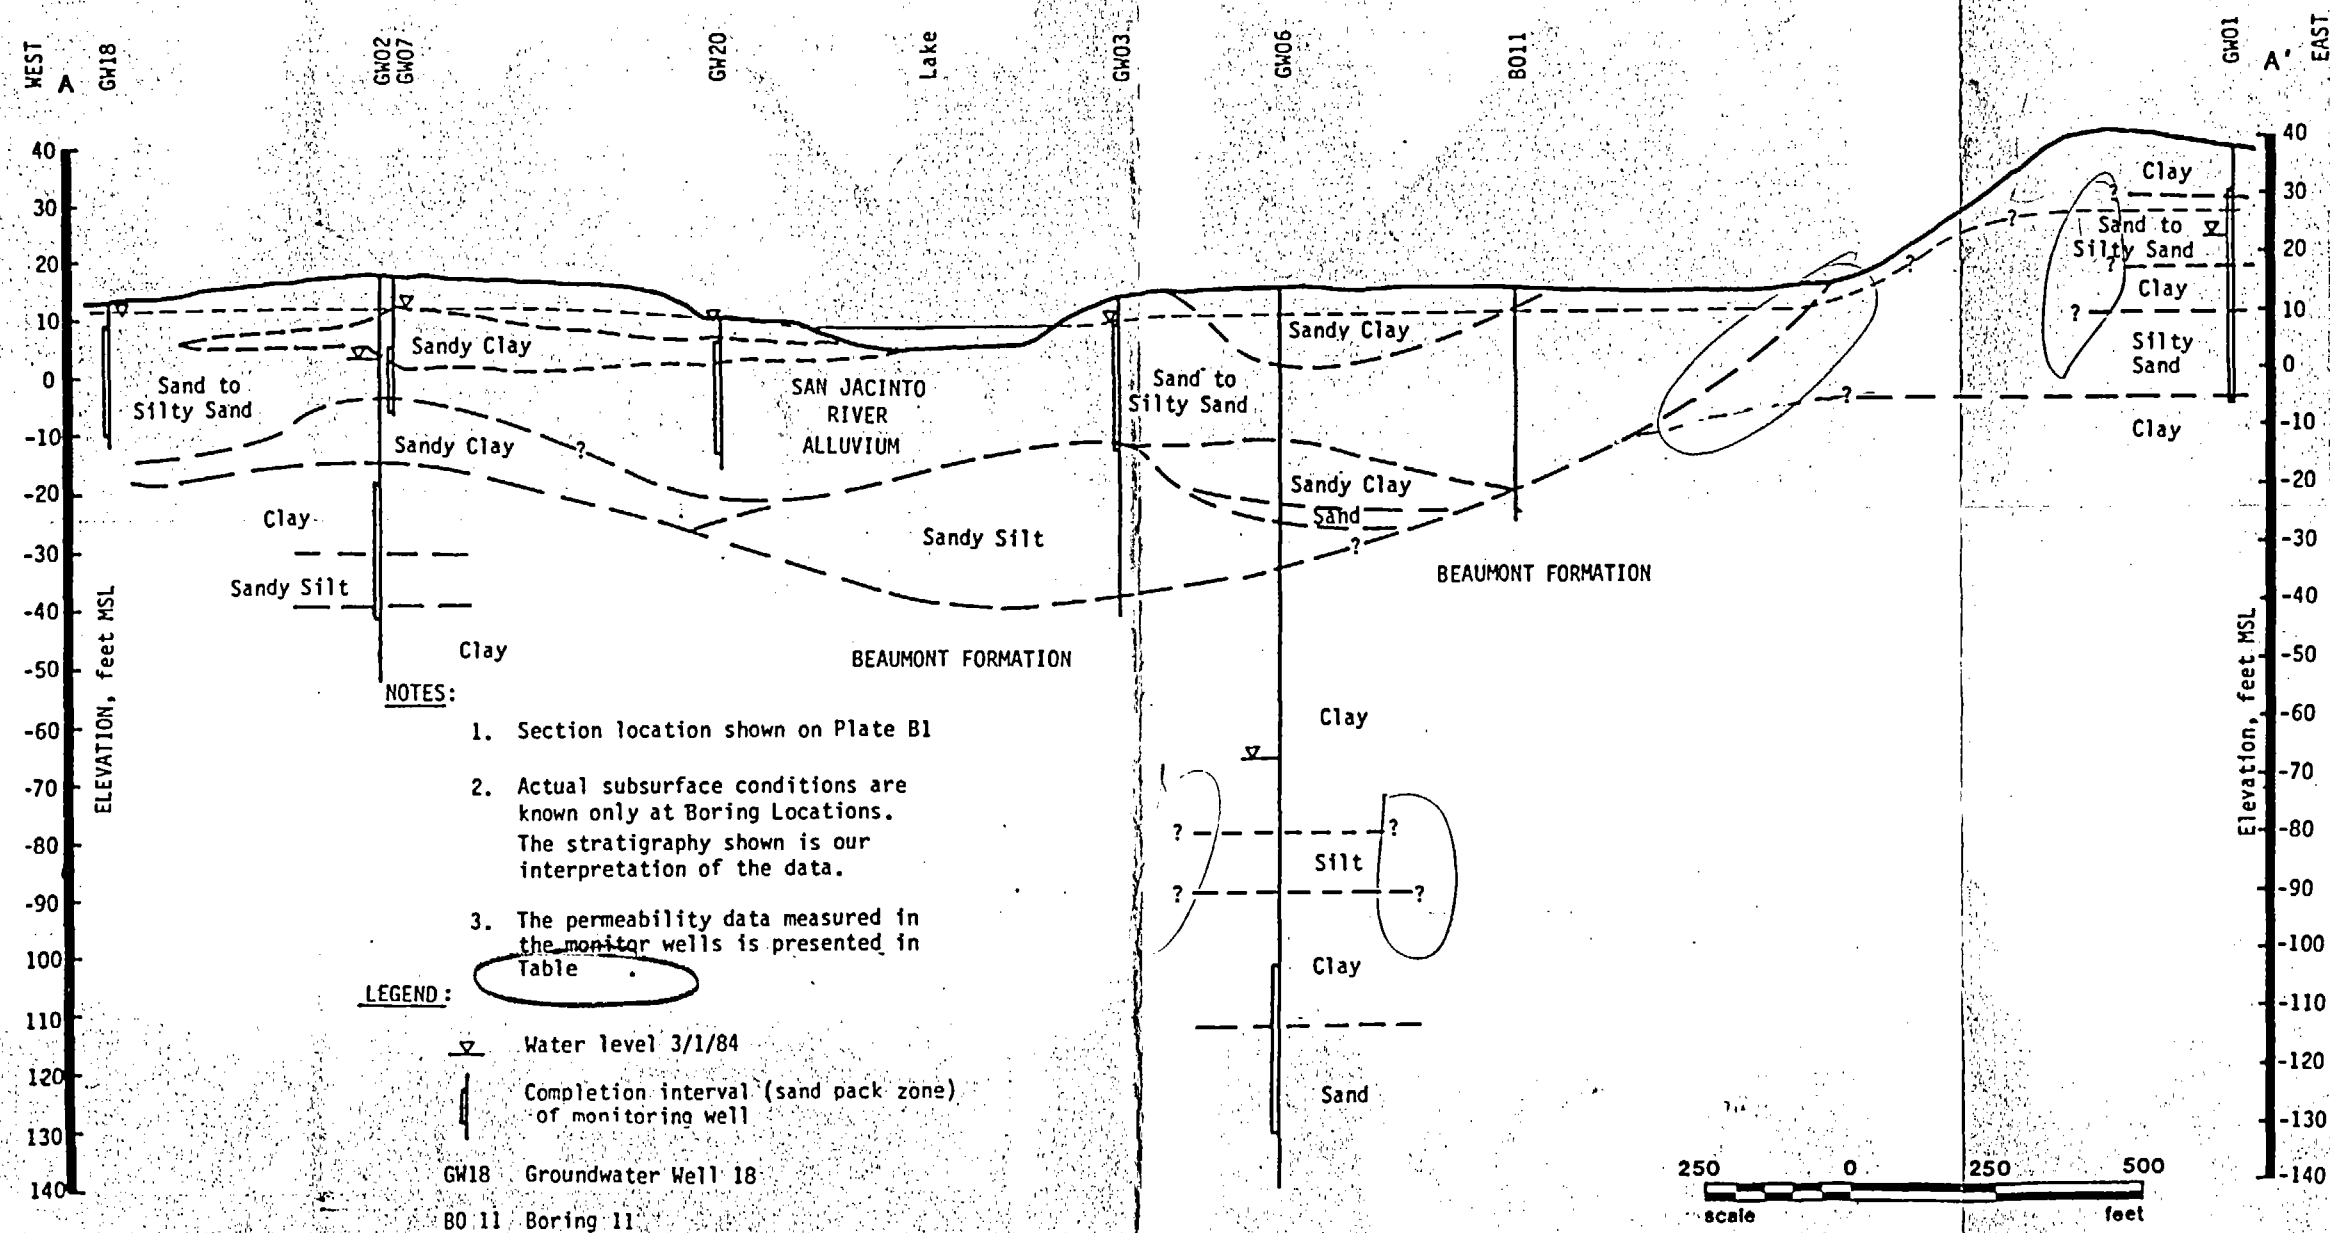 WEST
A
GW18
GW02
GW07
GW20
Lake
GW03
GW06
BO11
GW01
A'
EAST
40
30
20
10
0
-10
-20
-30
-40
-50
-60
-70
-80
-90
100
110
120
130
140
ELEVATION, feet MSL
40
30
20
10
0
-10
-20
-30
-40
-50
-60
-70
-80
-90
-100
-110
-120
-130
-140
Elevation, feet MSL
Sand to
Silty Sand
Sandy Clay
Sandy Clay
?
Clay
Sandy Silt
Clay
SAN JACINTO
RIVER
ALLUVIUM
Sandy Silt
BEAUMONT FORMATION
Sand to
Silty Sand
Sandy Clay
Sandy Clay
Sand
?
BEAUMONT FORMATION
Clay
? ?
Silt
? ?
Clay
Sand
?
?
?
Clay
?
Sand to
Silty Sand
?
Clay
?
Silty
Sand
Clay
NOTES:
1. Section location shown on Plate B1
2. Actual subsurface conditions are
known only at Boring Locations.
The stratigraphy shown is our
interpretation of the data.
3. The permeability data measured in
the monitor wells is presented in
Table
LEGEND:
Water level 3/1/84
Completion interval (sand pack zone)
of monitoring well
GW18 Groundwater Well 18
BO 11 Boring 11
250 0 250 500
scale feet